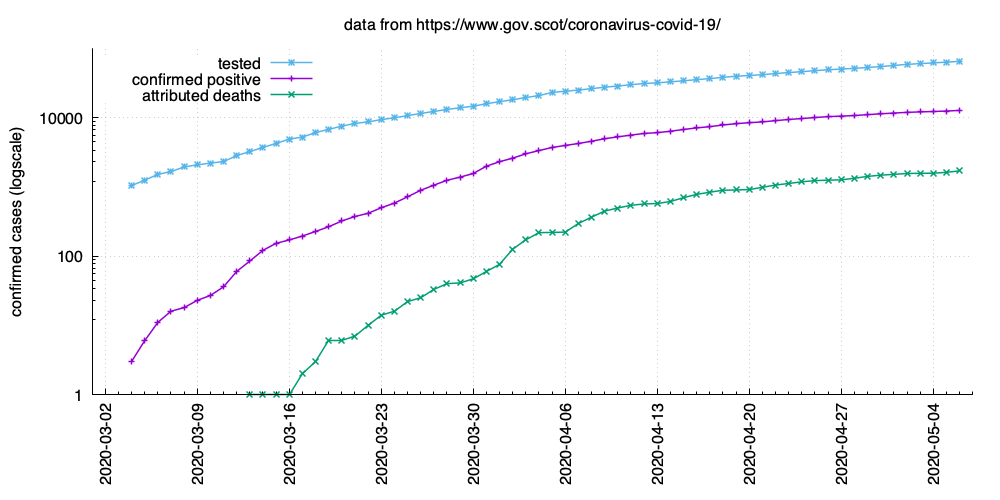 data from https://www.gov.scot/coronavirus-covid-19/
tested
confirmed positive
attributed deaths
confirmed cases (logscale)
10000
100
1
2020-03-02
2020-03-09
2020-03-16
2020-03-23
2020-03-30
2020-04-06
2020-04-13
2020-04-20
2020-04-27
2020-05-04